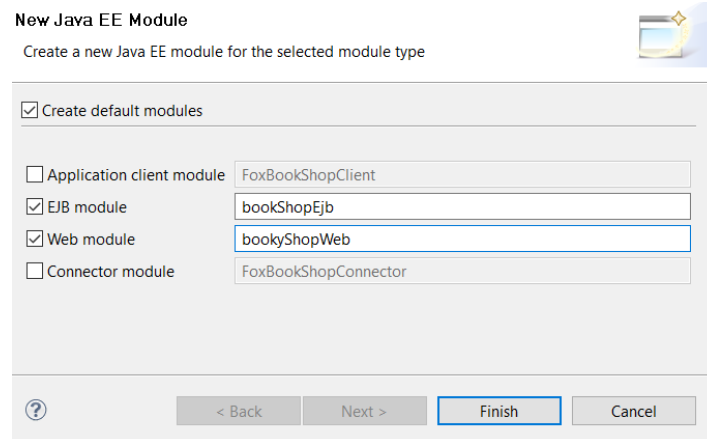 New Java EE Module
Create a new Java EE module for the selected module type
Create default modules
Application client module FoxBookShopClient
EJB module bookShopEjb
Web module bookyShopWeb
Connector module FoxBookShopConnector
? < Back Next > Finish Cancel